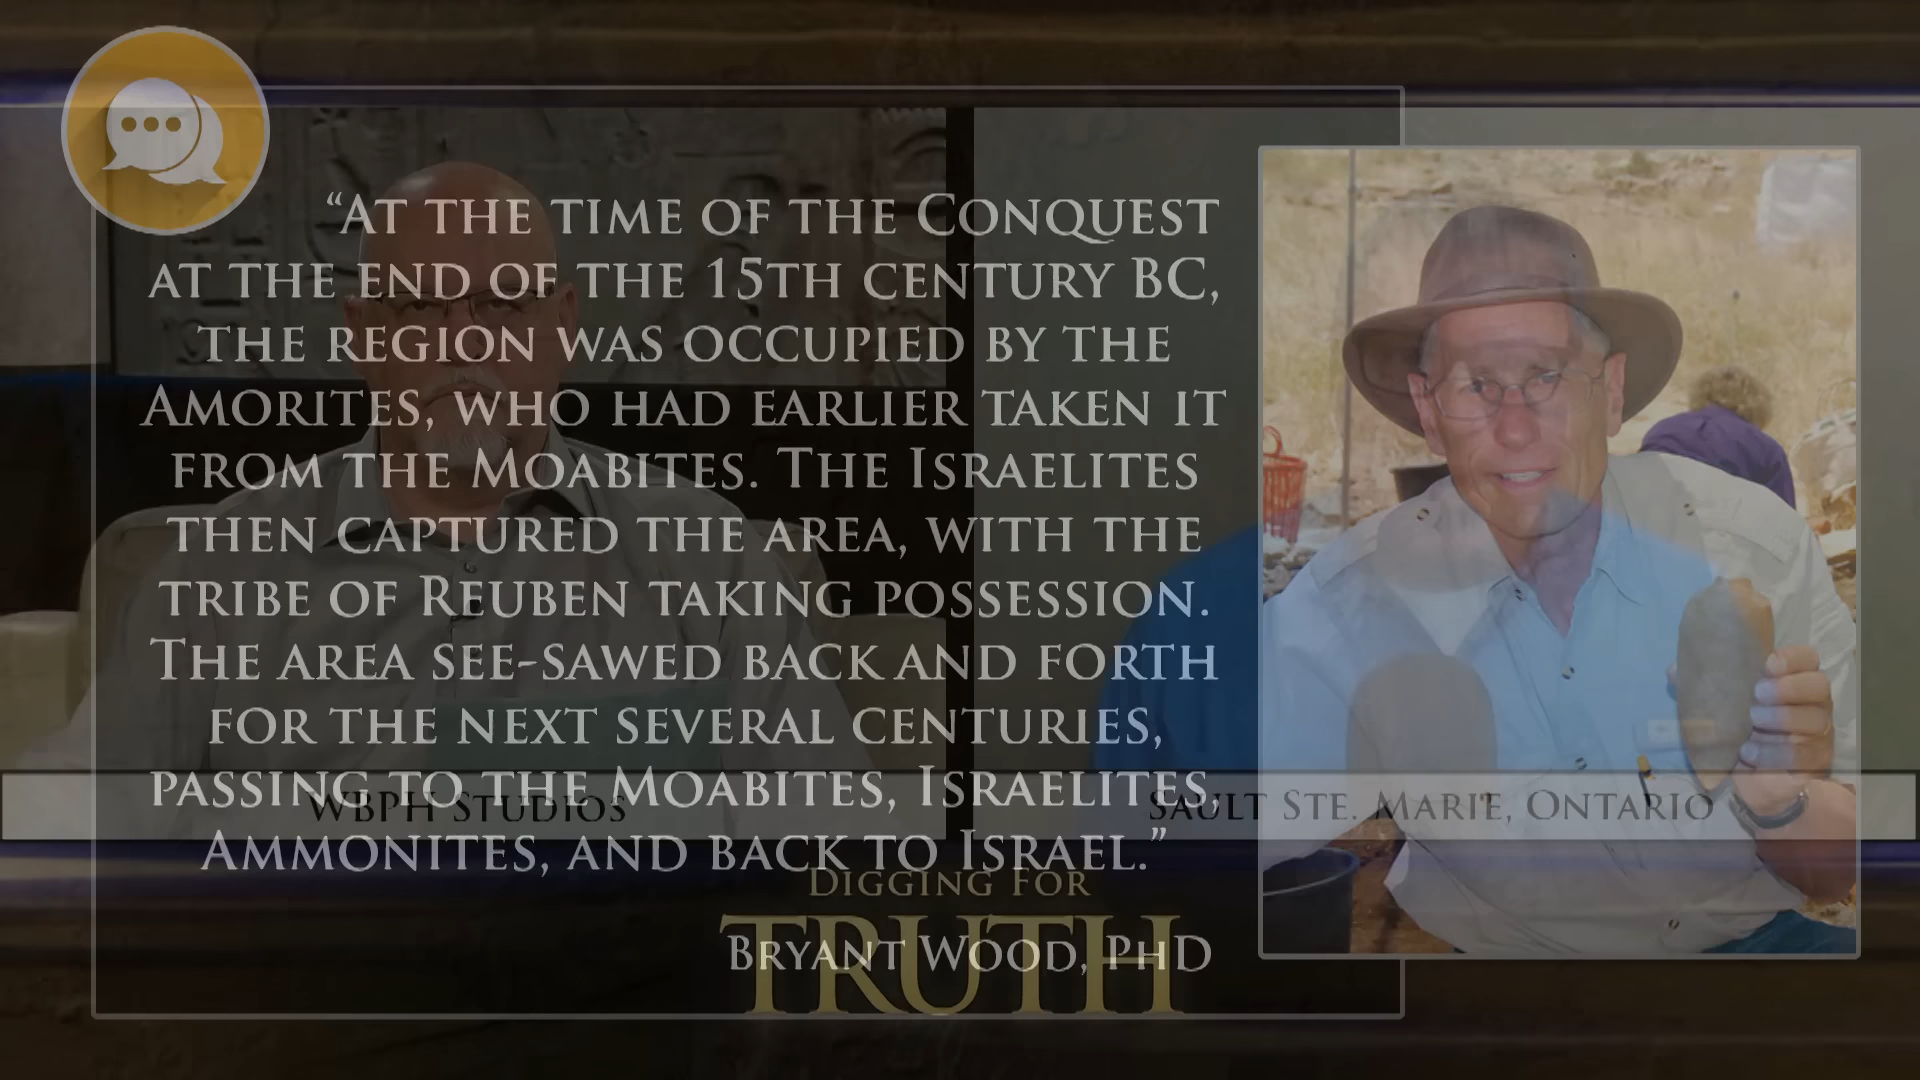 “At the time of the Conquest
at the end of the 15th century BC,
the region was occupied by the
Amorites, who had earlier taken it
from the Moabites. The Israelites
then captured the area, with the
tribe of Reuben taking possession.
The area see-sawed back and forth
for the next several centuries,
passing to the Moabites, Israelites,
Ammonites, and back to Israel.”
Bryant Wood, PhD
WBPH Studios
Sault Ste. Marie, Ontario
Digging For
Truth